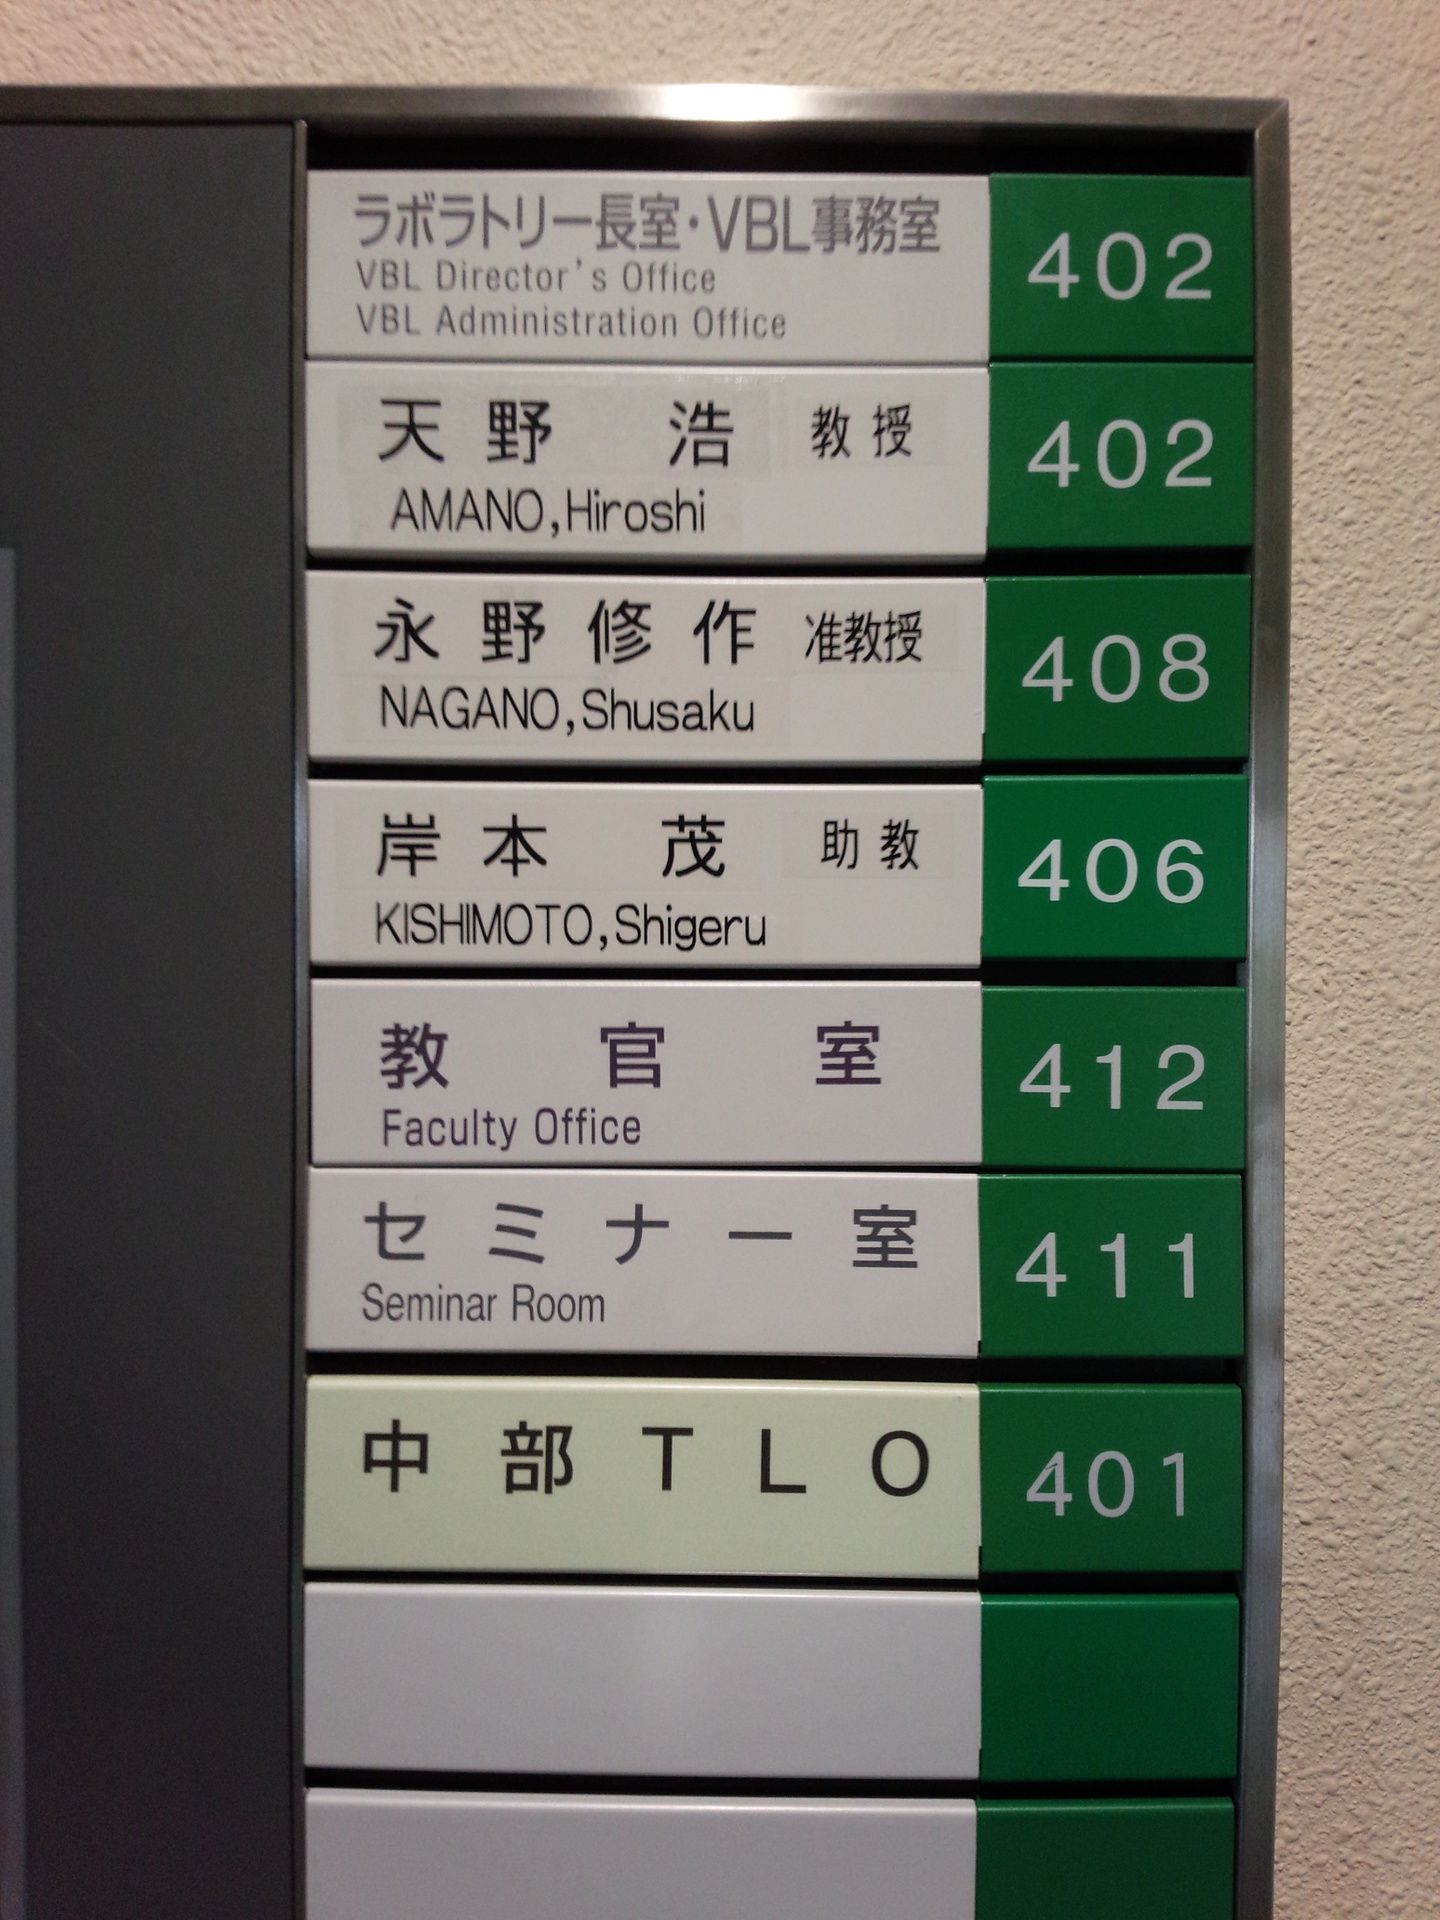 ラボラトリー長室・VBL事務室 402
VBL Director's Office
VBL Administration Office
天野 浩 教授 402
AMANO,Hiroshi
永野修作 准教授 408
NAGANO,Shusaku
岸本 茂 助教 406
KISHIMOTO,Shigeru
教官室 412
Faculty Office
セミナー室 411
Seminar Room
中部TLO 401